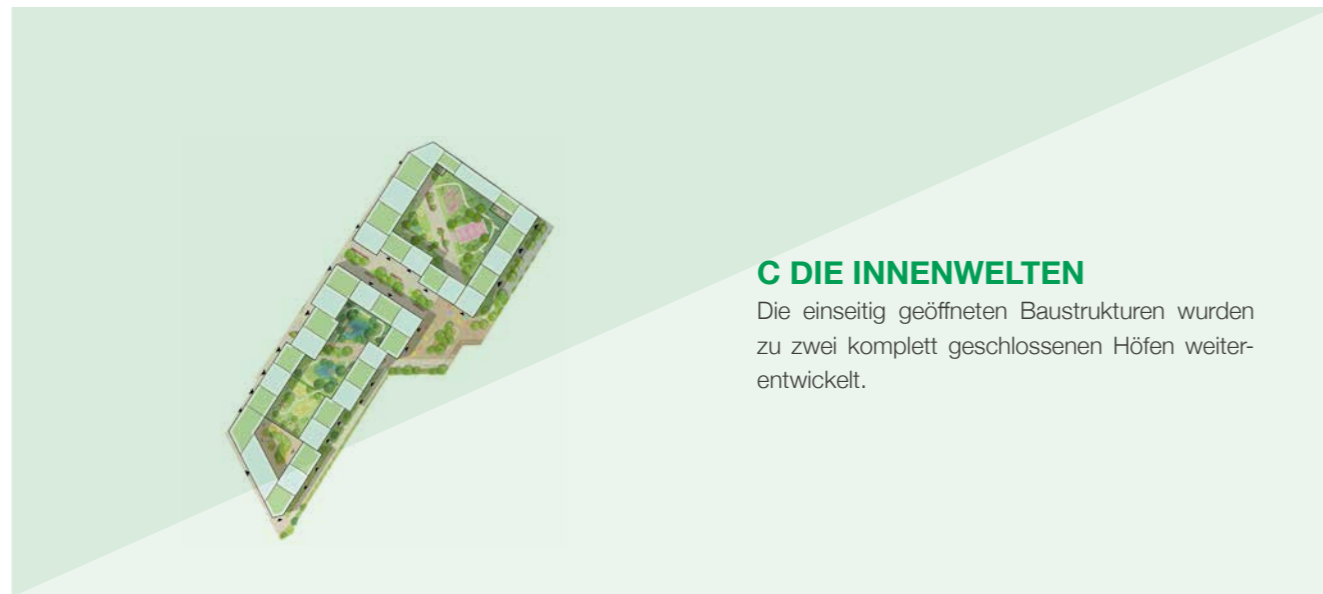 C DIE INNENWELTEN
Die einseitig geöffneten Baustrukturen wurden
zu zwei komplett geschlossenen Höfen weiter-
entwickelt.